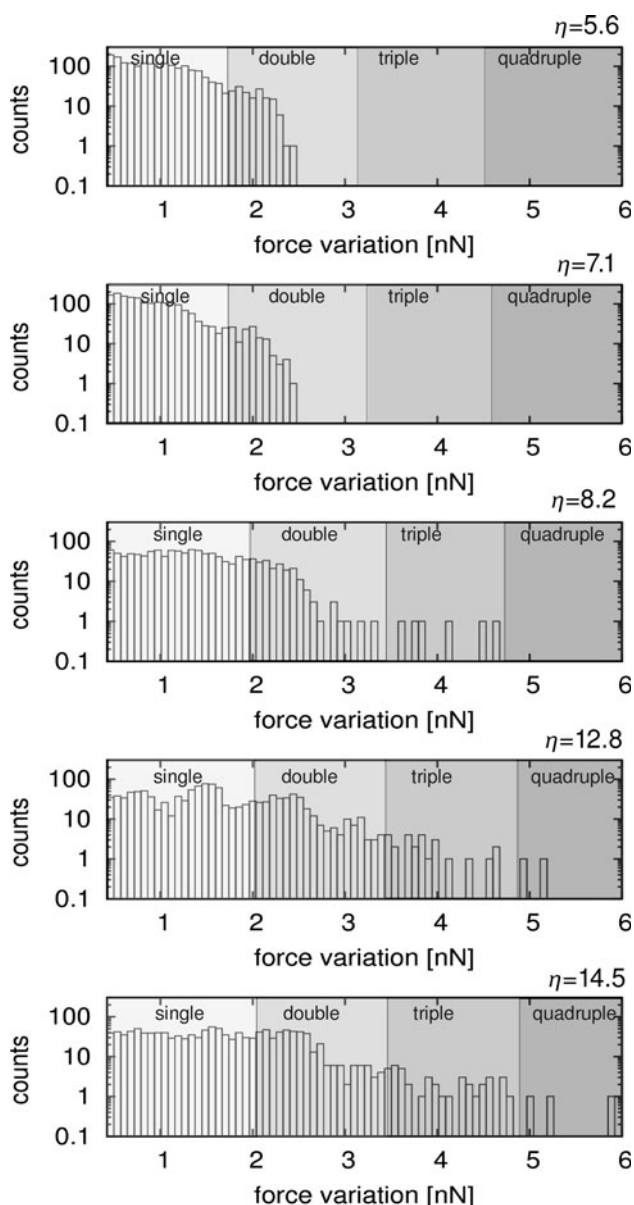 η=5.6
single double triple quadruple
100
10
1
0.1
counts
1 2 3 4 5 6
force variation [nN]
η=7.1
single double triple quadruple
100
10
1
0.1
counts
1 2 3 4 5 6
force variation [nN]
η=8.2
single double triple quadruple
100
10
1
0.1
counts
1 2 3 4 5 6
force variation [nN]
η=12.8
single double triple quadruple
100
10
1
0.1
counts
1 2 3 4 5 6
force variation [nN]
η=14.5
single double triple quadruple
100
10
1
0.1
counts
1 2 3 4 5 6
force variation [nN]